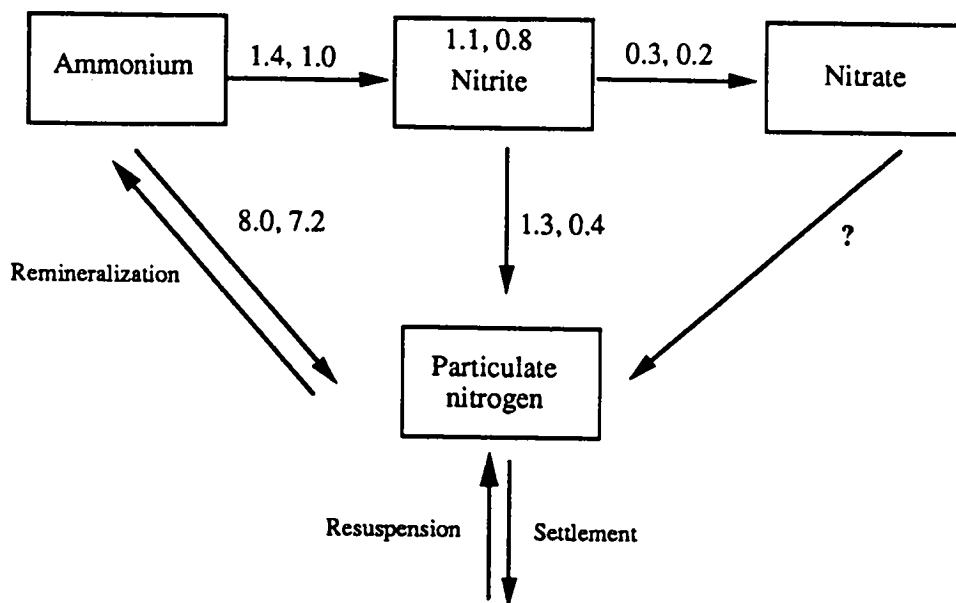 Ammonium
1.4, 1.0
1.1, 0.8
Nitrite
0.3, 0.2
Nitrate
8.0, 7.2
1.3, 0.4
?
Remineralization
Particulate
nitrogen
Resuspension
Settlement